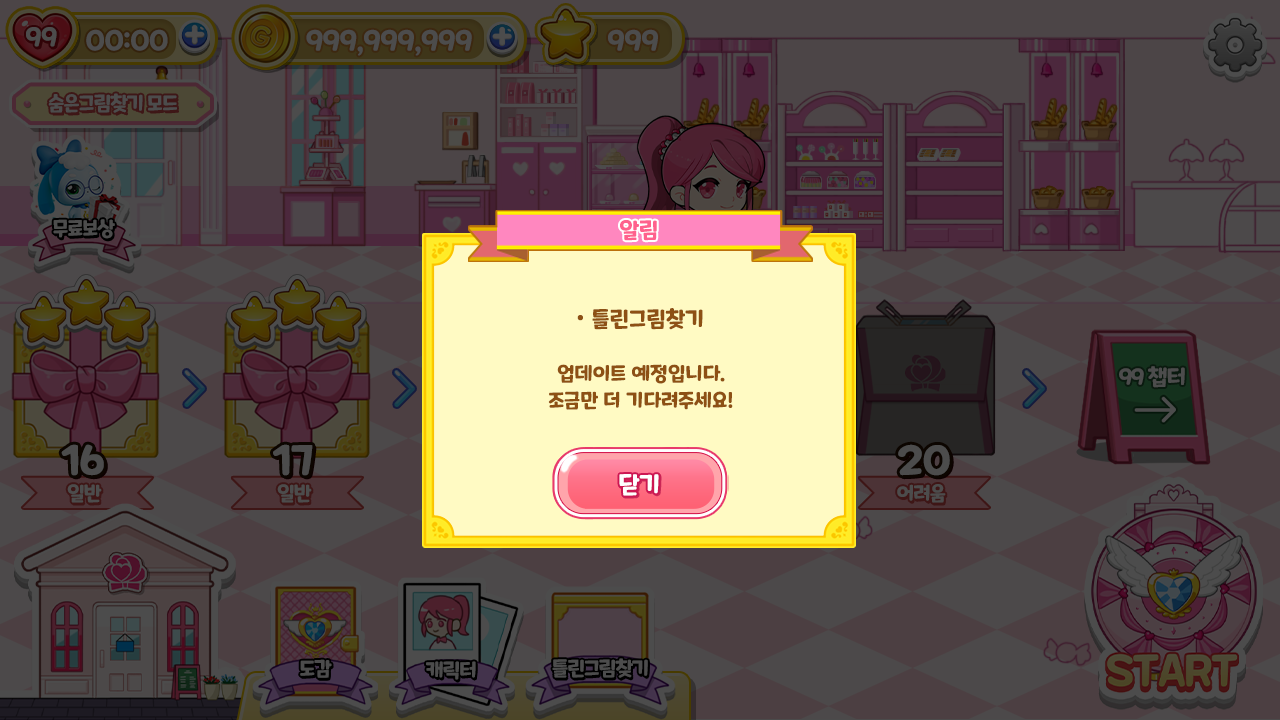 99 00:00 999,999,999 999
숨은그림찾기 모드
무료보상
알림
• 틀린그림찾기
업데이트 예정입니다.
조금만 더 기다려주세요!
닫기
16
일반
17
일반
20
어려움
99 챕터
도감
캐릭터
틀린그림찾기
START